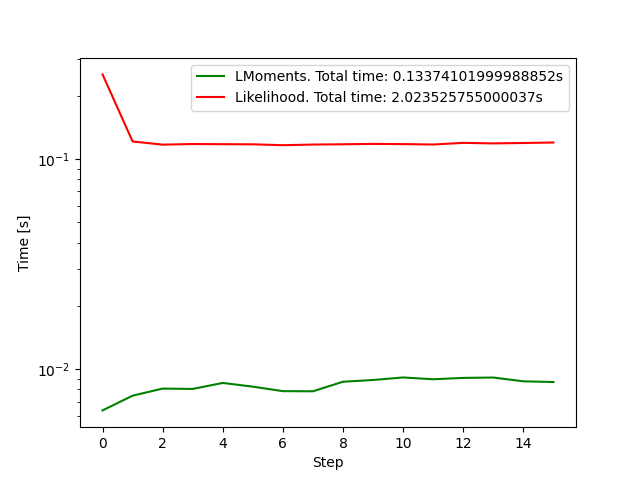 LMoments. Total time: 0.13374101999988852s
Likelihood. Total time: 2.023525755000037s
10⁻¹
10⁻²
Time [s]
0 2 4 6 8 10 12 14
Step